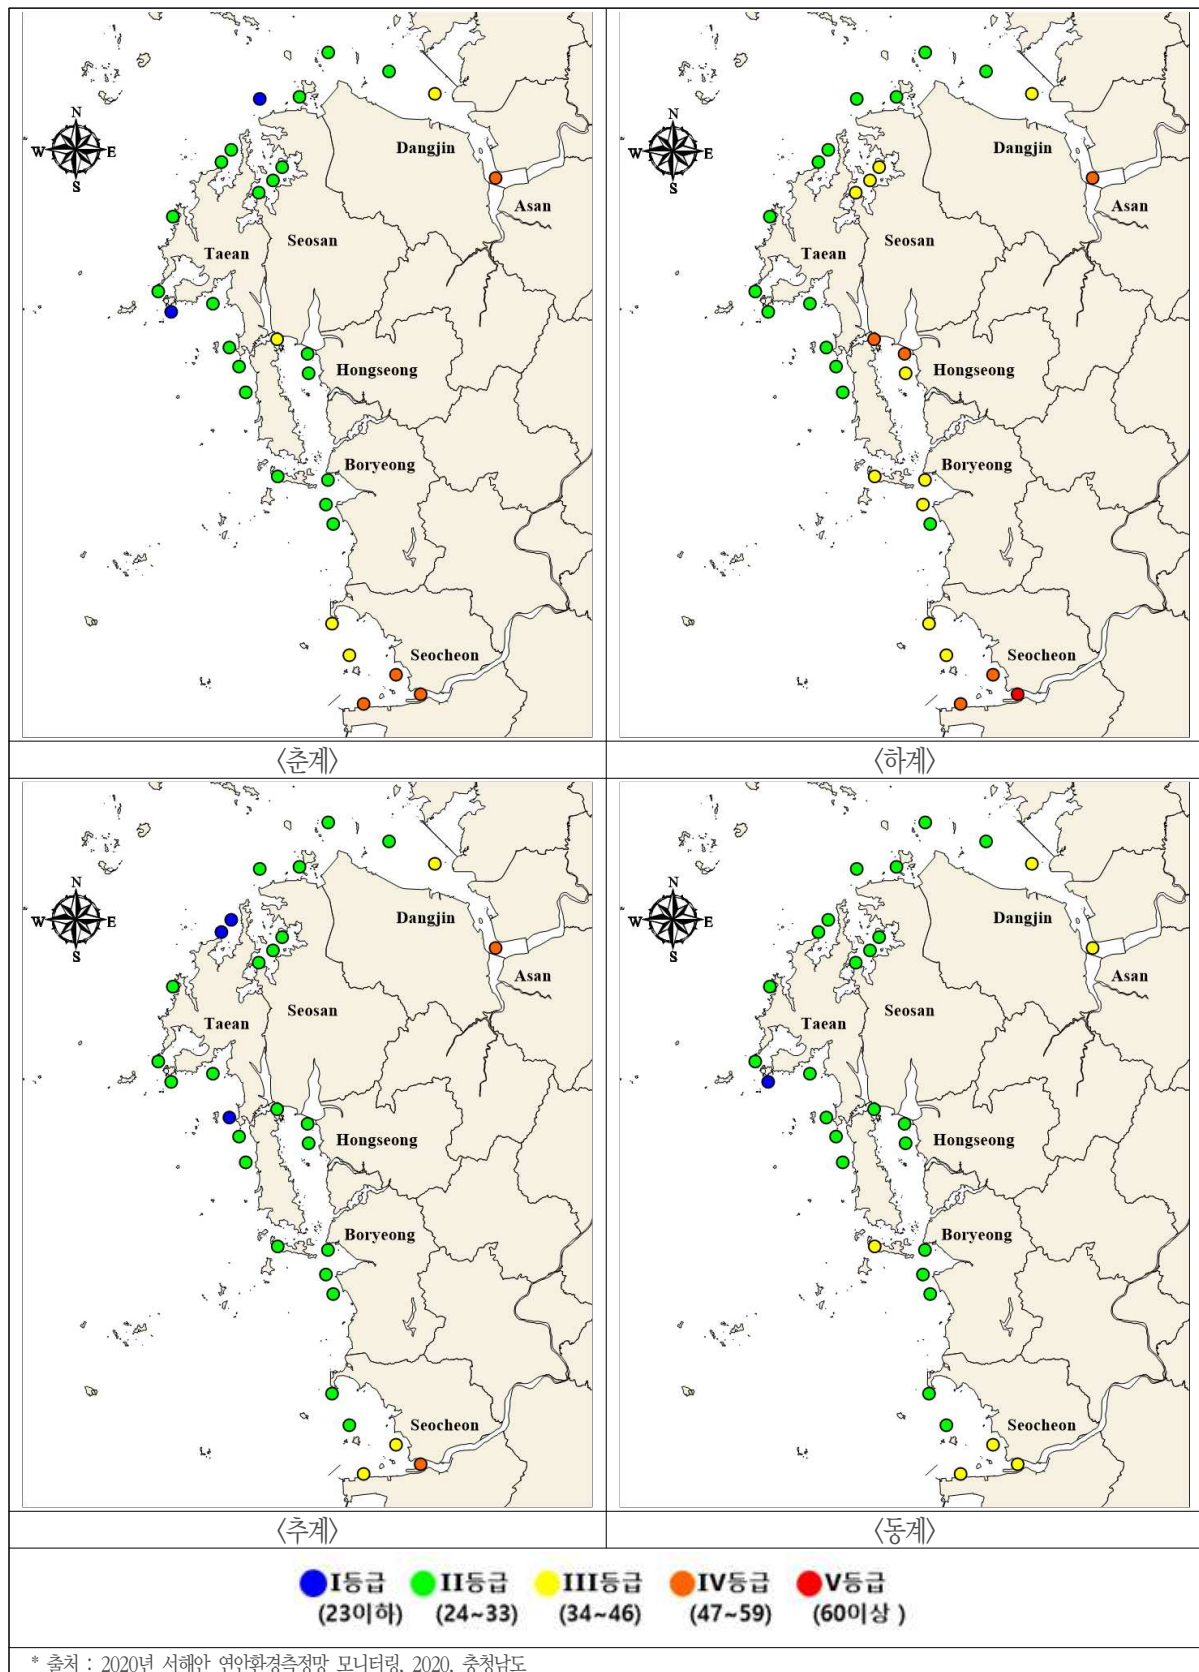 N
W E
S
Dangjin
Asan
Taean
Seosan
Hongseong
Boryeong
Seocheon
N
W E
S
Dangjin
Asan
Taean
Seosan
Hongseong
Boryeong
Seocheon
〈춘계〉
〈하계〉
N
W E
S
Dangjin
Asan
Taean
Seosan
Hongseong
Boryeong
Seocheon
N
W E
S
Dangjin
Asan
Taean
Seosan
Hongseong
Boryeong
Seocheon
〈추계〉
〈동계〉
I등급 II등급 III등급 IV등급 V등급
(23이하) (24~33) (34~46) (47~59) (60이상 )
* 출처 : 2020년 서해안 연안환경측정망 모니터링, 2020. 충청남도